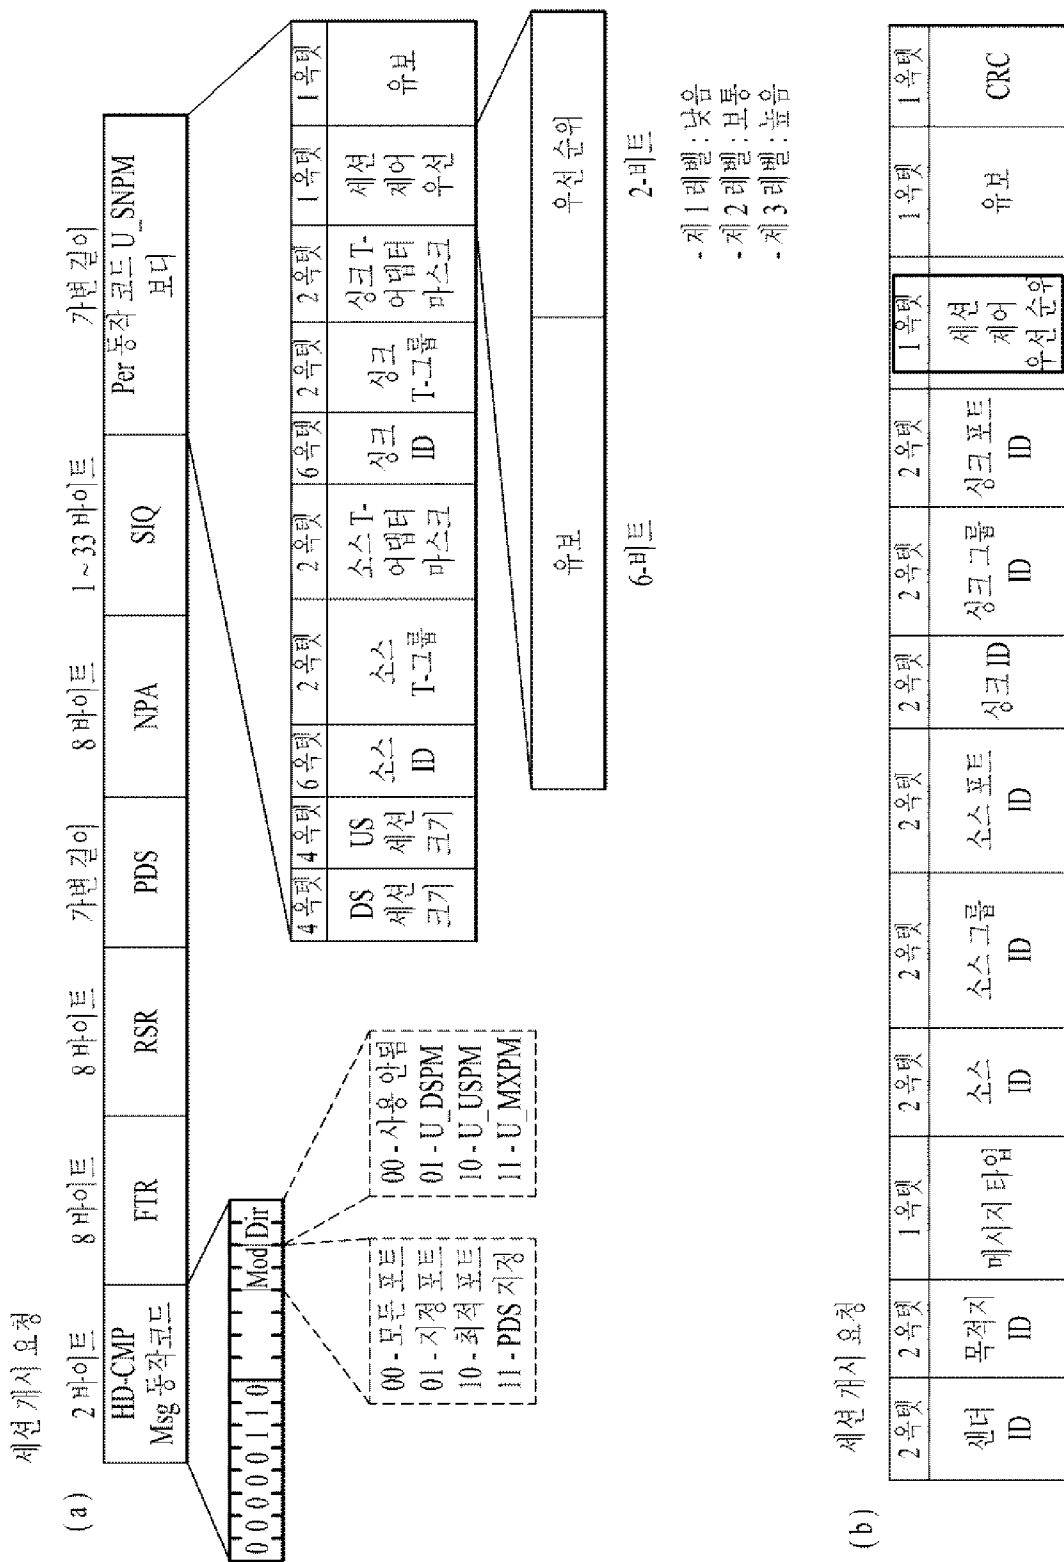 세션 개시 요청
(a)
2 바이트
8 바이트
8 바이트
가변 길이
8 바이트
1 ~ 33 바이트
가변 길이
HD-CMP
Msg 동작코드
FTR
RSR
PDS
NPA
SIQ
Per 동작 코드 U_SNPM
보디
0 0 0 0 0 1 1 0
Mod
Dir
00 - 모든 포트
01 - 지정 포트
10 - 최적 포트
11 - PDS 지정
00 - 사용 안됨
01 - U_DSPM
10 - U_USPM
11 - U_MXPM
4 옥텟
4 옥텟
6 옥텟
2 옥텟
2 옥텟
6 옥텟
2 옥텟
2 옥텟
1 옥텟
1 옥텟
DS
세션
크기
US
세션
크기
소스
ID
소스
T-그룹
소스 T-
어댑터
마스크
싱크
ID
싱크
T-그룹
싱크 T-
어댑터
마스크
세션
제어
우선
유보
유보
우선 순위
6-비트
2-비트
- 제 1 레벨 : 낮음
- 제 2 레벨 : 보통
- 제 3 레벨 : 높음
세션 개시 요청
(b)
2 옥텟
2 옥텟
1 옥텟
2 옥텟
2 옥텟
2 옥텟
2 옥텟
2 옥텟
2 옥텟
1 옥텟
1 옥텟
1 옥텟
센더
ID
목적지
ID
메시지 타입
소스
ID
소스 그룹
ID
소스 포트
ID
싱크 ID
싱크 그룹
ID
싱크 포트
ID
세션
제어
우선 순위
유보
CRC